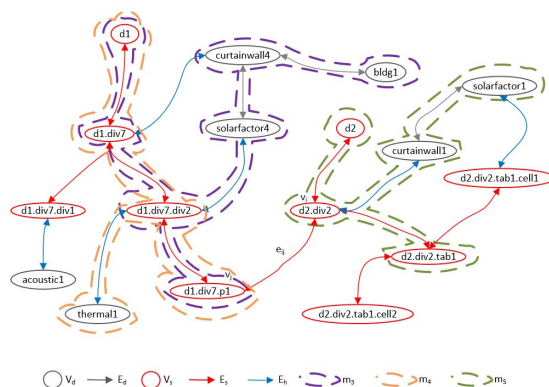 d1
curtainwall4
bldg1
solarfactor1
d1.div7
solarfactor4
d2
curtainwall1
d2.div2.tab1.cell1
d1.div7.div1
d1.div7.div2
vj
d2.div2
eij
d2.div2.tab1
acoustic1
vi
d1.div7.p1
thermal1
d2.div2.tab1.cell2
Vd Ed Vs Es Eh m3 m4 m5